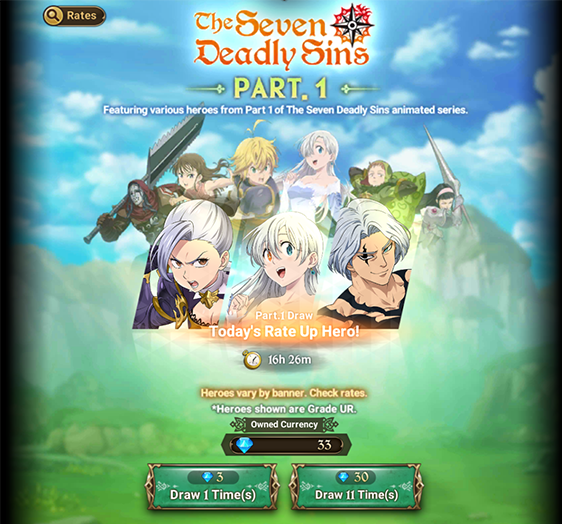 Rates
The Seven
Deadly Sins
PART. 1
Featuring various heroes from Part 1 of The Seven Deadly Sins animated series.
Part.1 Draw
Today's Rate Up Hero!
16h 26m
Heroes vary by banner. Check rates.
*Heroes shown are Grade UR.
Owned Currency
33
3
Draw 1 Time(s)
30
Draw 11 Time(s)